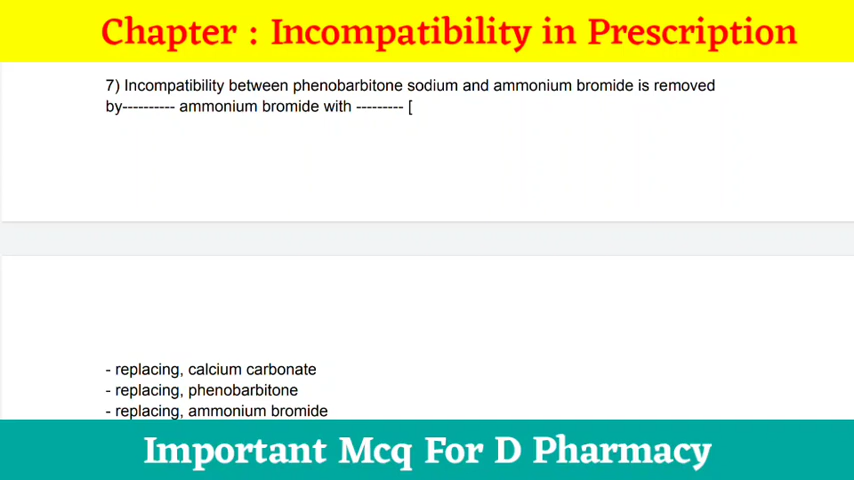 Chapter : Incompatibility in Prescription
7) Incompatibility between phenobarbitone sodium and ammonium bromide is removed
by---------- ammonium bromide with --------- [
- replacing, calcium carbonate
- replacing, phenobarbitone
- replacing, ammonium bromide
Important Mcq For D Pharmacy